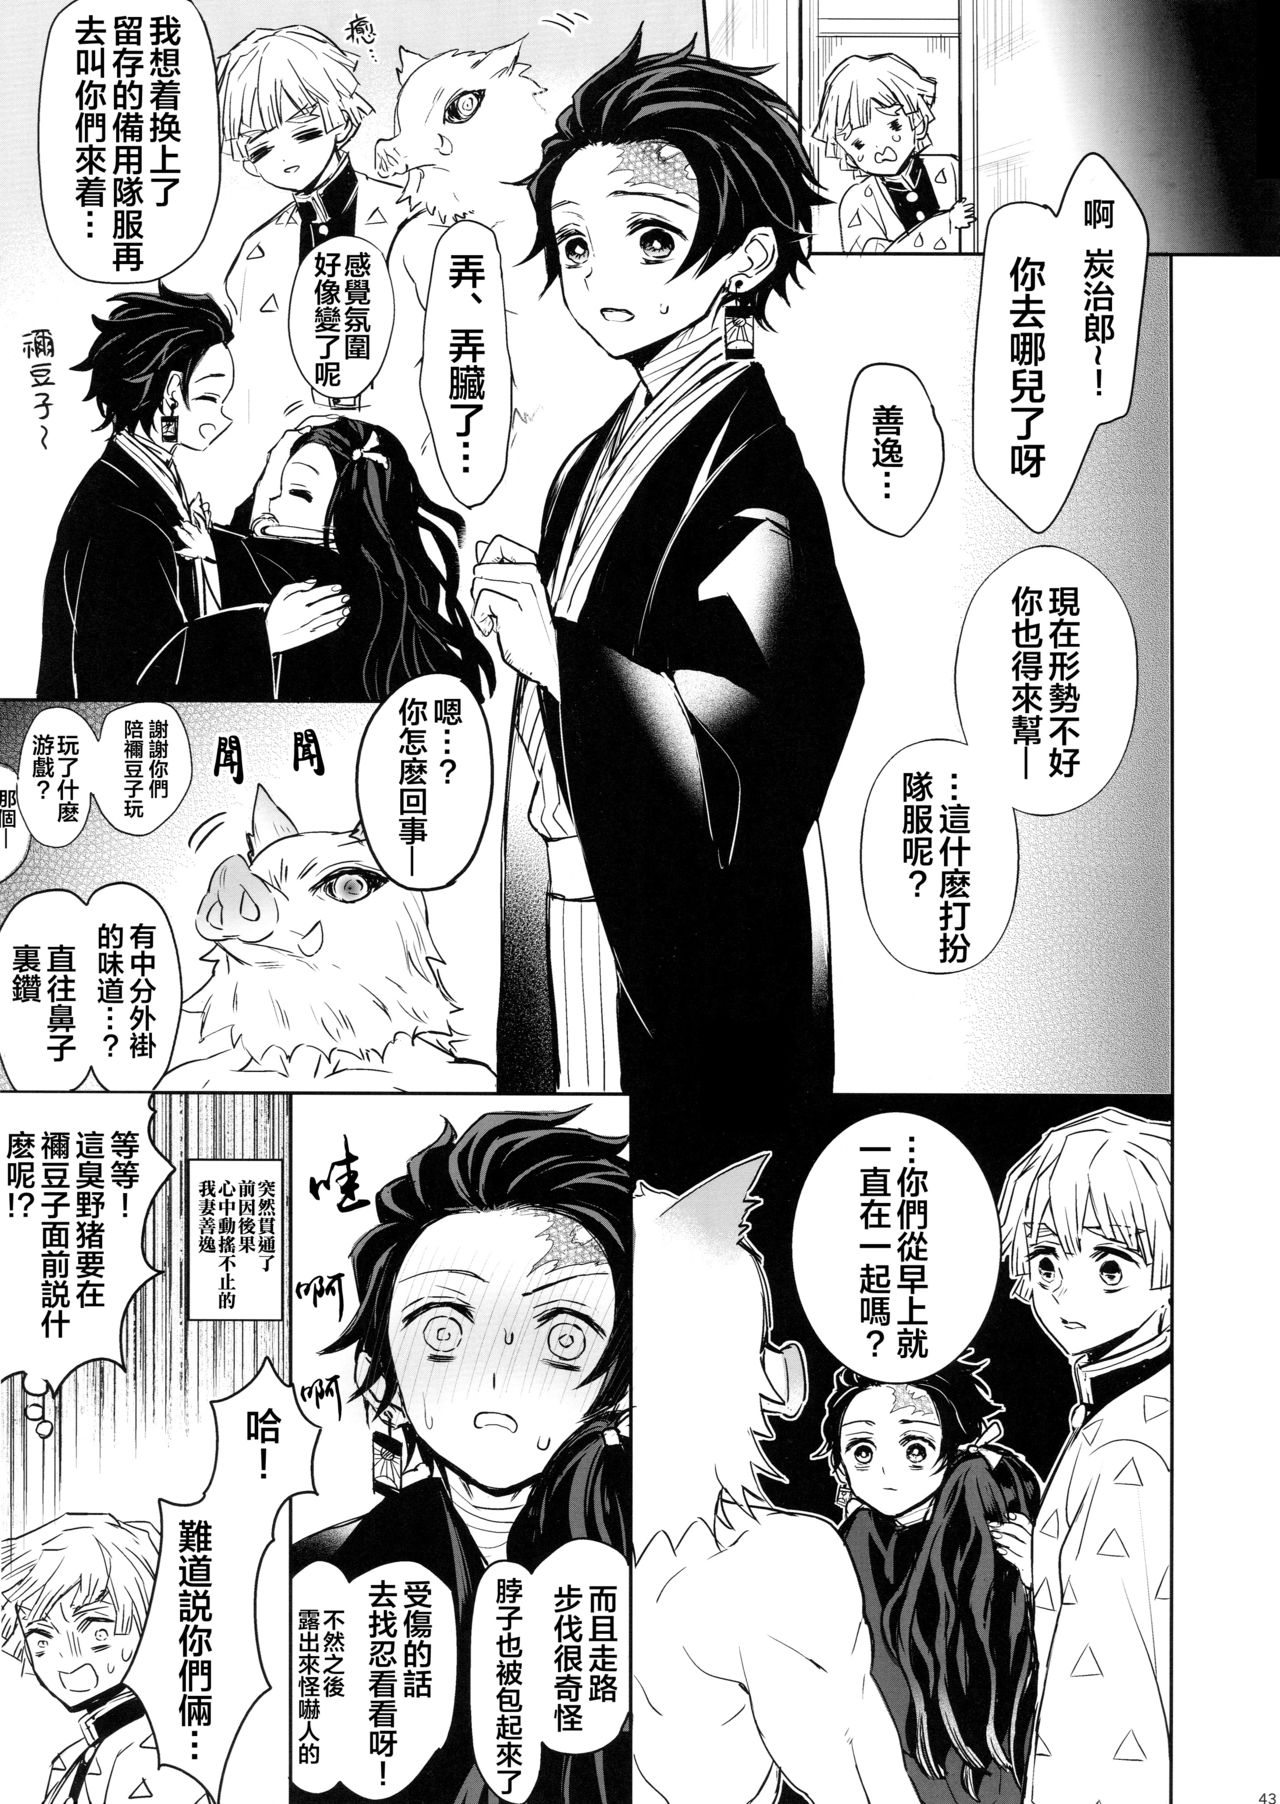 啊 炭治郎~！
你去哪兒了呀
善逸…
現在形勢不好
你也得來幫—
…這什麽打扮
隊服呢？
弄、弄臟了…
我想着换上了
留存的備用隊服再
去叫你們來着…
癒…
感覺氛圍
好像變了呢
禰豆子~
嗯…？
你怎麽回事—
聞
聞
謝謝你們
陪禰豆子玩
玩了什麽
游戲？
那個—
有中分外褂
的味道…？
直往鼻子
裏鑽
…你們從早上就
一直在一起嗎？
而且走路
步伐很奇怪
脖子也被包起來了
受傷的話
去找忍看看呀！
不然之後
露出來怪嚇人的
哇
啊
啊
突然貫通了
前因後果
心中動搖不止的
我妻善逸
等等！
這臭野猪要在
禰豆子面前説什
麽呢!?
哈！
難道説你們倆…
43